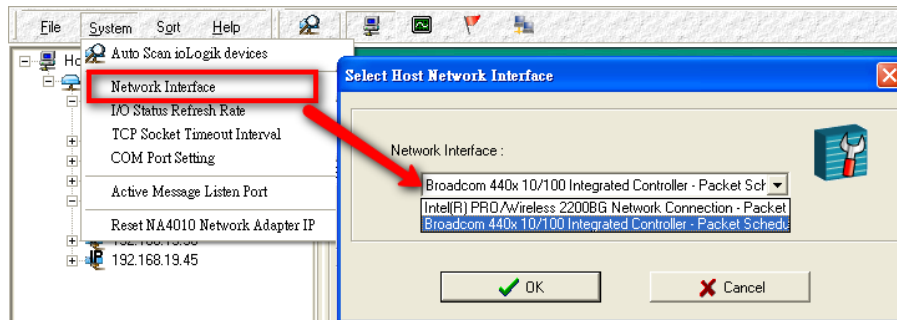 File System Sort Help
Auto Scan ioLogik devices
Network Interface
I/O Status Refresh Rate
TCP Socket Timeout Interval
COM Port Setting
Active Message Listen Port
Reset NA4010 Network Adapter IP
192.168.19.45
Select Host Network Interface
Network Interface :
Broadcom 440x 10/100 Integrated Controller - Packet Sch
Intel(R) PRO/Wireless 2200BG Network Connection - Packet
Broadcom 440x 10/100 Integrated Controller - Packet Schedu
OK
Cancel